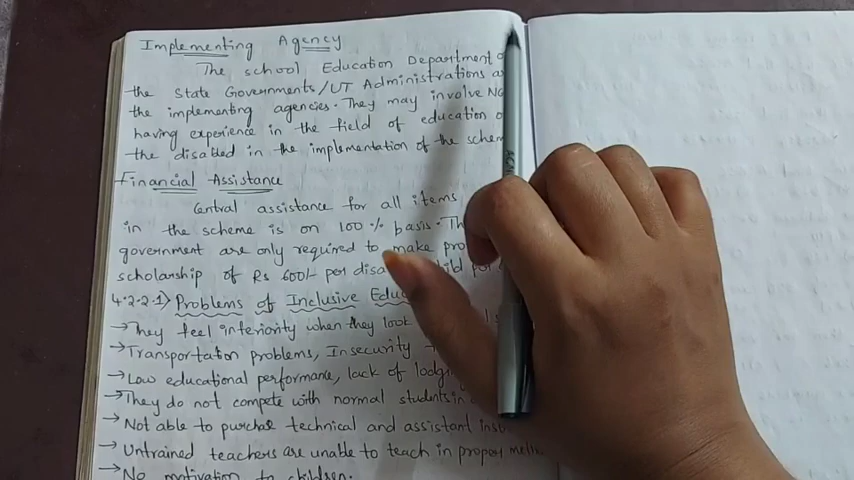 Implementing Agency
The school Education Department
the State Governments/UT Administrations
the implementing agencies. They may involve
having experience in the field of education
the disabled in the implementation of the
Financial Assistance
Central assistance for all items
in the scheme is on 100% basis.
government are only required to make
scholarship of Rs 600/- per
4.2.2.1) Problems of Inclusive
→They feel inferiority when they look
→Transportaton problems, Insecurity
→Low educational performance, lack of
→They do not compete with normal students in
→ Not able to purchase technical and assistant
→ Untrained teachers are unable to teach in proper
→ No motivation to children.